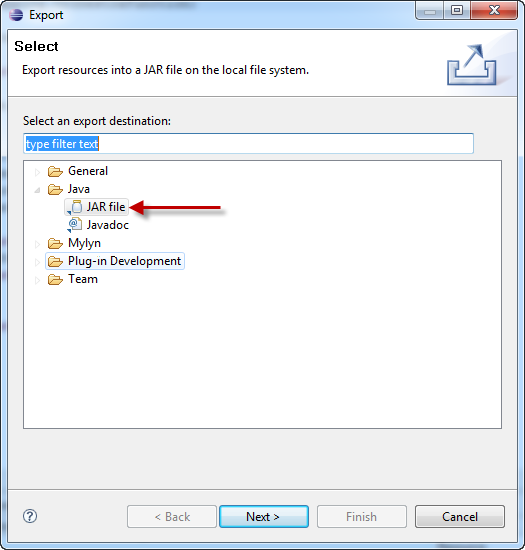 Export
Select
Export resources into a JAR file on the local file system.
Select an export destination:
type filter text
General
Java
JAR file
Javadoc
Mylyn
Plug-in Development
Team
?
< Back
Next >
Finish
Cancel